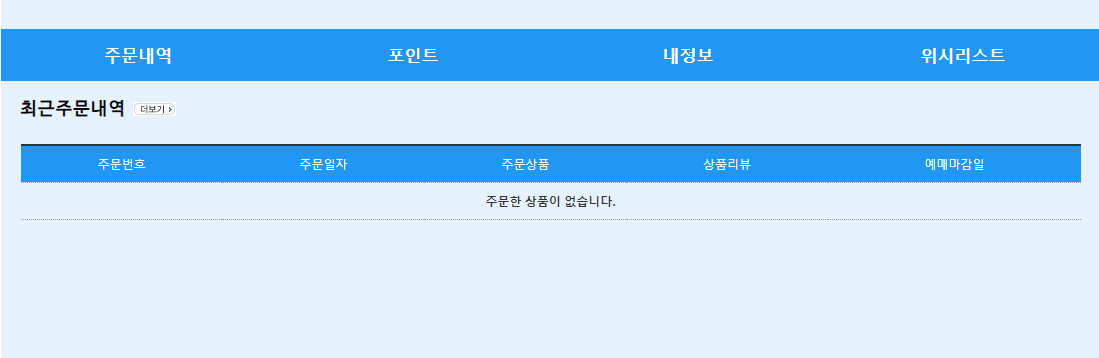 주문내역 포인트 내정보 위시리스트
최근주문내역 더보기
주문번호 주문일자 주문상품 상품리뷰 예매마감일
주문한 상품이 없습니다.